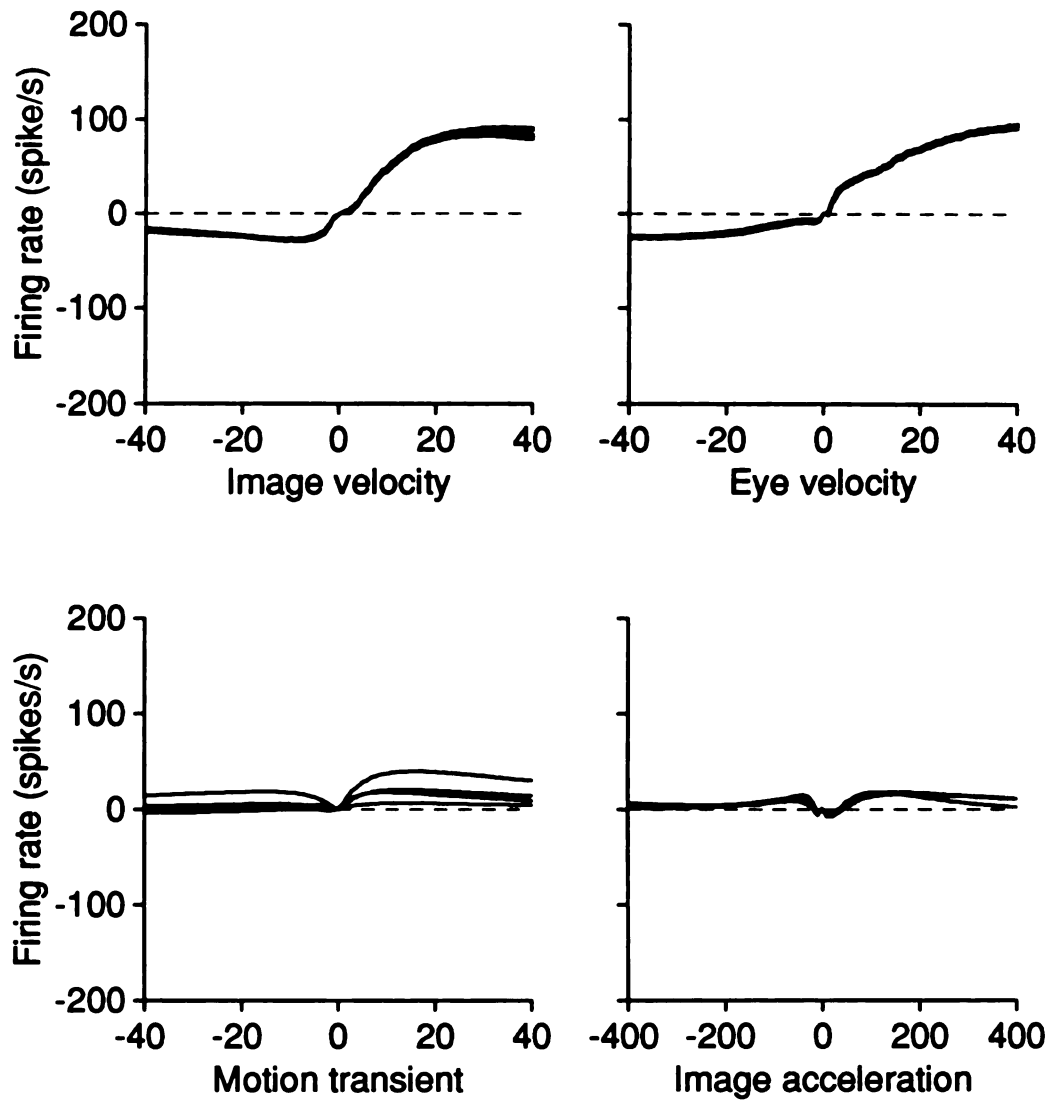 200
100
0
-100
-200
Firing rate (spike/s)
-40 -20 0 20 40
Image velocity
-40 -20 0 20 40
Eye velocity
200
100
0
-100
-200
Firing rate (spikes/s)
-40 -20 0 20 40
Motion transient
-400 -200 0 200 400
Image acceleration